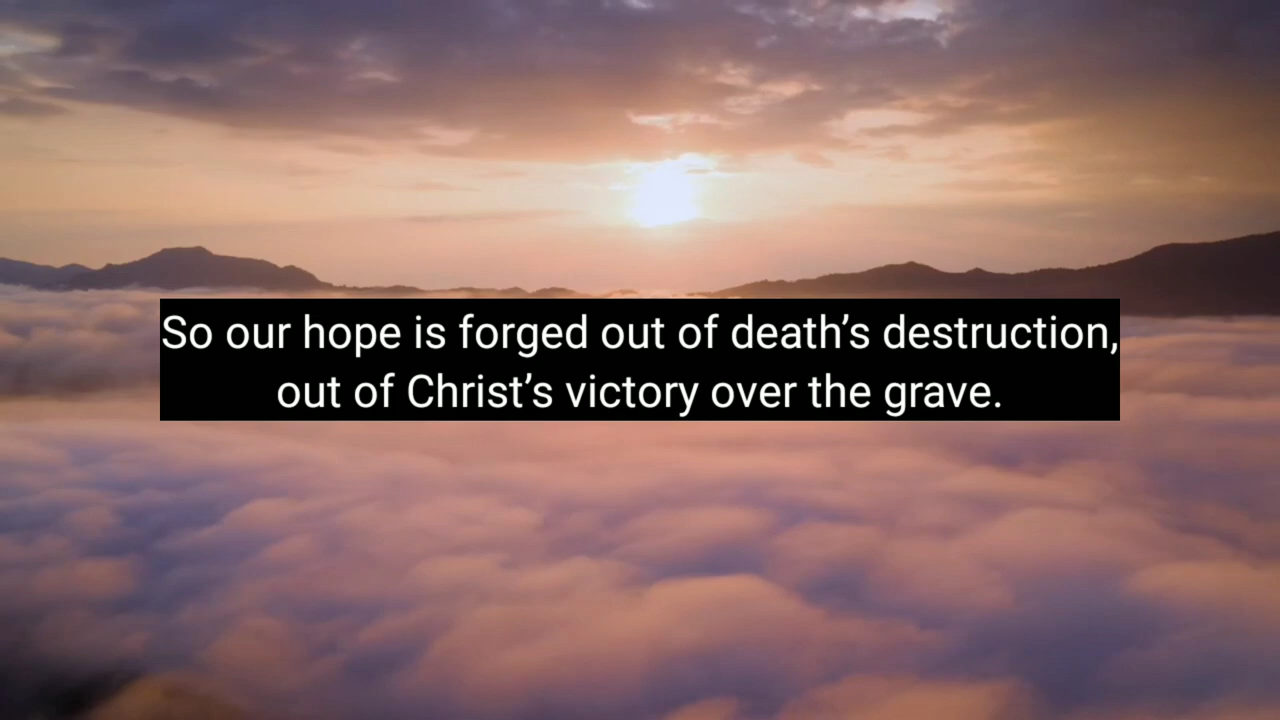 So our hope is forged out of death’s destruction,
out of Christ’s victory over the grave.